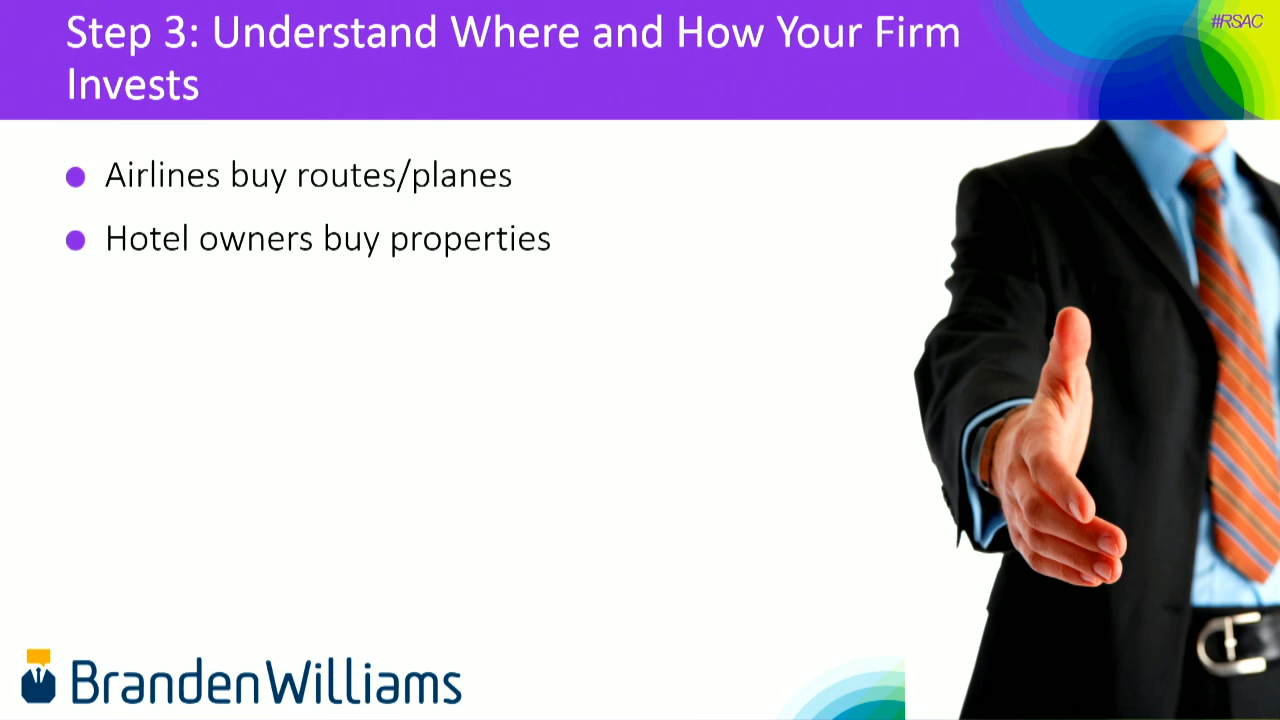 Step 3: Understand Where and How Your Firm
Invests
#RSAC
Airlines buy routes/planes
Hotel owners buy properties
BrandenWilliams